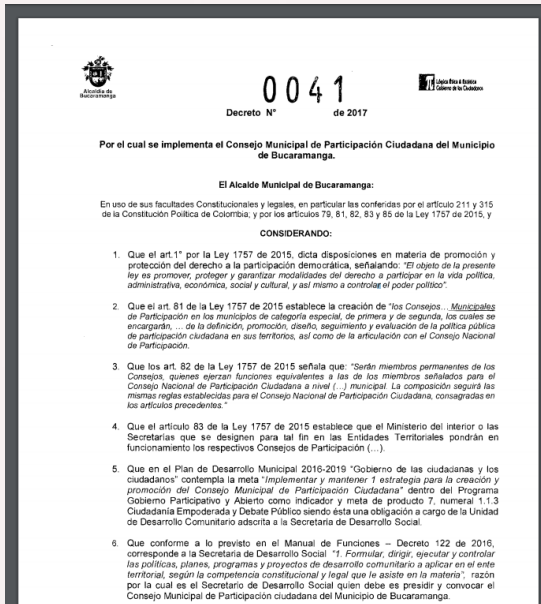 Alcaldía de
Bucaramanga
Lógica Ética & Estética
Gobierno de los Ciudadanos
0041
Decreto N° de 2017
Por el cual se implementa el Consejo Municipal de Participación Ciudadana del Municipio
de Bucaramanga.
El Alcalde Municipal de Bucaramanga:
En uso de sus facultades Constitucionales y legales, en particular las conferidas por el artículo 211 y 315
de la Constitución Política de Colombia; y por los artículos 79, 81, 82, 83 y 85 de la Ley 1757 de 2015, y
CONSIDERANDO:
1. Que el art.1° por la Ley 1757 de 2015, dicta disposiciones en materia de promoción y
protección del derecho a la participación democrática, señalando: "El objeto de la presente
ley es promover, proteger y garantizar modalidades del derecho a participar en la vida política,
administrativa, económica, social y cultural, y así mismo a controlar el poder político".
2. Que el art. 81 de la Ley 1757 de 2015 establece la creación de "los Consejos... Municipales
de Participación en los municipios de categoría especial, de primera y de segunda, los cuales se
encargarán, ... de la definición, promoción, diseño, seguimiento y evaluación de la política pública
de participación ciudadana en sus territorios, así como de la articulación con el Consejo Nacional
de Participación.
3. Que los art. 82 de la Ley 1757 de 2015 señala que: "Serán miembros permanentes de los
Consejos, quienes ejerzan funciones equivalentes a las de los miembros señalados para el
Consejo Nacional de Participación Ciudadana a nivel (...) municipal. La composición seguirá las
mismas reglas establecidas para el Consejo Nacional de Participación Ciudadana, consagradas en
los artículos precedentes."
4. Que el artículo 83 de la Ley 1757 de 2015 establece que el Ministerio del interior o las
Secretarías que se designen para tal fin en las Entidades Territoriales pondrán en
funcionamiento los respectivos Consejos de Participación (...).
5. Que en el Plan de Desarrollo Municipal 2016-2019 "Gobierno de las ciudadanas y los
ciudadanos" contempla la meta "Implementar y mantener 1 estrategia para la creación y
promoción del Consejo Municipal de Participación Ciudadana" dentro del Programa
Gobierno Participativo y Abierto como indicador y meta de producto 7, numeral 1.1.3
Ciudadanía Empoderada y Debate Público siendo ésta una obligación a cargo de la Unidad
de Desarrollo Comunitario adscrita a la Secretaría de Desarrollo Social.
6. Que conforme a lo previsto en el Manual de Funciones – Decreto 122 de 2016,
corresponde a la Secretaria de Desarrollo Social "1. Formular, dirigir, ejecutar y controlar
las políticas, planes, programas y proyectos de desarrollo comunitario a aplicar en el ente
territorial, según la competencia constitucional y legal que le asiste en la materia", razón
por la cual es el Secretario de Desarrollo Social quien debe es presidir y convocar el
Consejo Municipal de Participación ciudadana del Municipio de Bucaramanga.